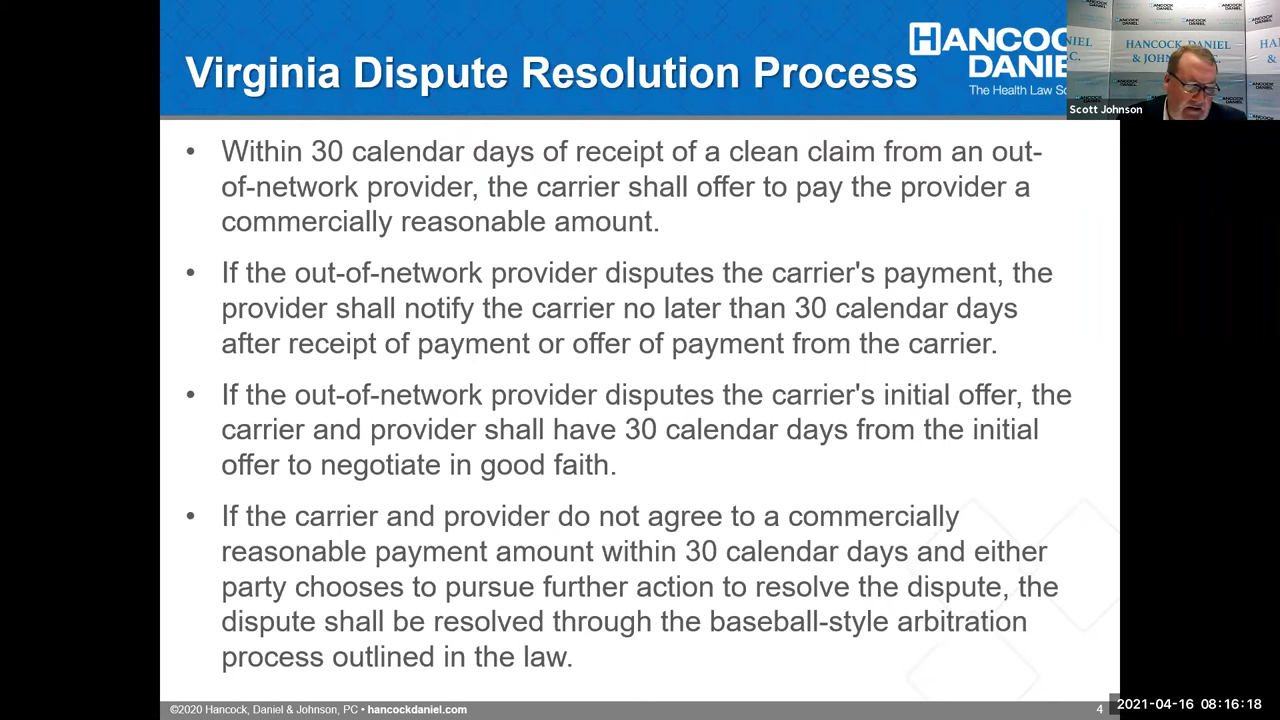 Virginia Dispute Resolution Process
HANCOC
DANIE
The Health Law So
HANCOCK, DANIEL
& JOHN
Scott Johnson
• Within 30 calendar days of receipt of a clean claim from an out-
of-network provider, the carrier shall offer to pay the provider a
commercially reasonable amount.
• If the out-of-network provider disputes the carrier's payment, the
provider shall notify the carrier no later than 30 calendar days
after receipt of payment or offer of payment from the carrier.
• If the out-of-network provider disputes the carrier's initial offer, the
carrier and provider shall have 30 calendar days from the initial
offer to negotiate in good faith.
• If the carrier and provider do not agree to a commercially
reasonable payment amount within 30 calendar days and either
party chooses to pursue further action to resolve the dispute, the
dispute shall be resolved through the baseball-style arbitration
process outlined in the law.
©2020 Hancock, Daniel & Johnson, PC • hancockdaniel.com
4
2021-04-16 08:16:18